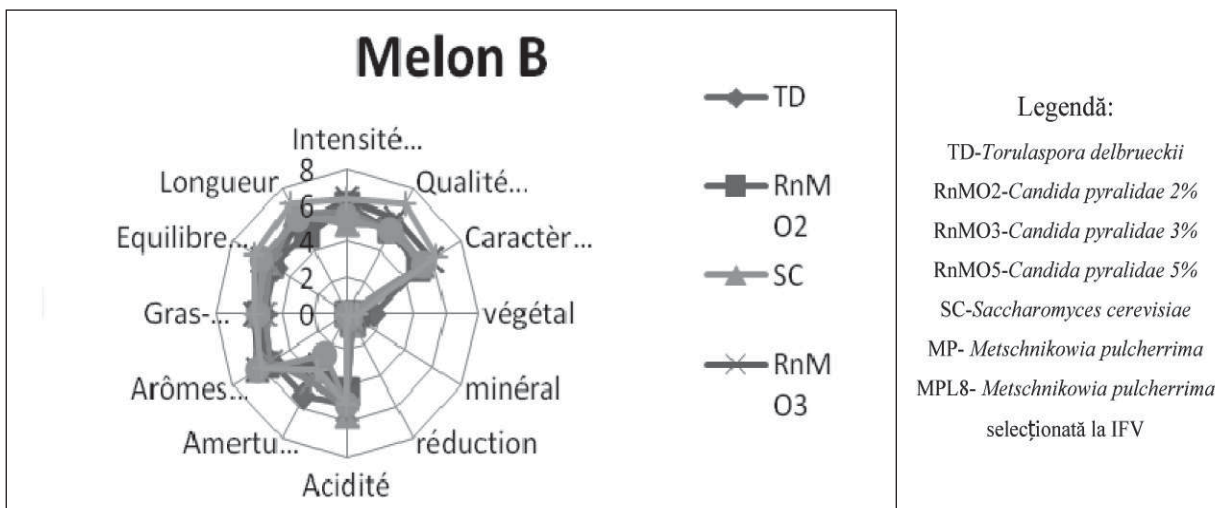 Melon B
TD
RnM
O2
SC
RnM
O3
Intensité...
Qualité...
Caractèr...
végétal
minéral
réduction
Acidité
Amertu...
Arômes...
Gras-...
Equilibre...
Longueur
8
6
4
2
0
Legendă:
TD-Torulaspora delbrueckii
RnMO2-Candida pyralidae 2%
RnMO3-Candida pyralidae 3%
RnMO5-Candida pyralidae 5%
SC-Saccharomyces cerevisiae
MP- Metschnikowia pulcherrima
MPL8- Metschnikowia pulcherrima
selecționată la IFV